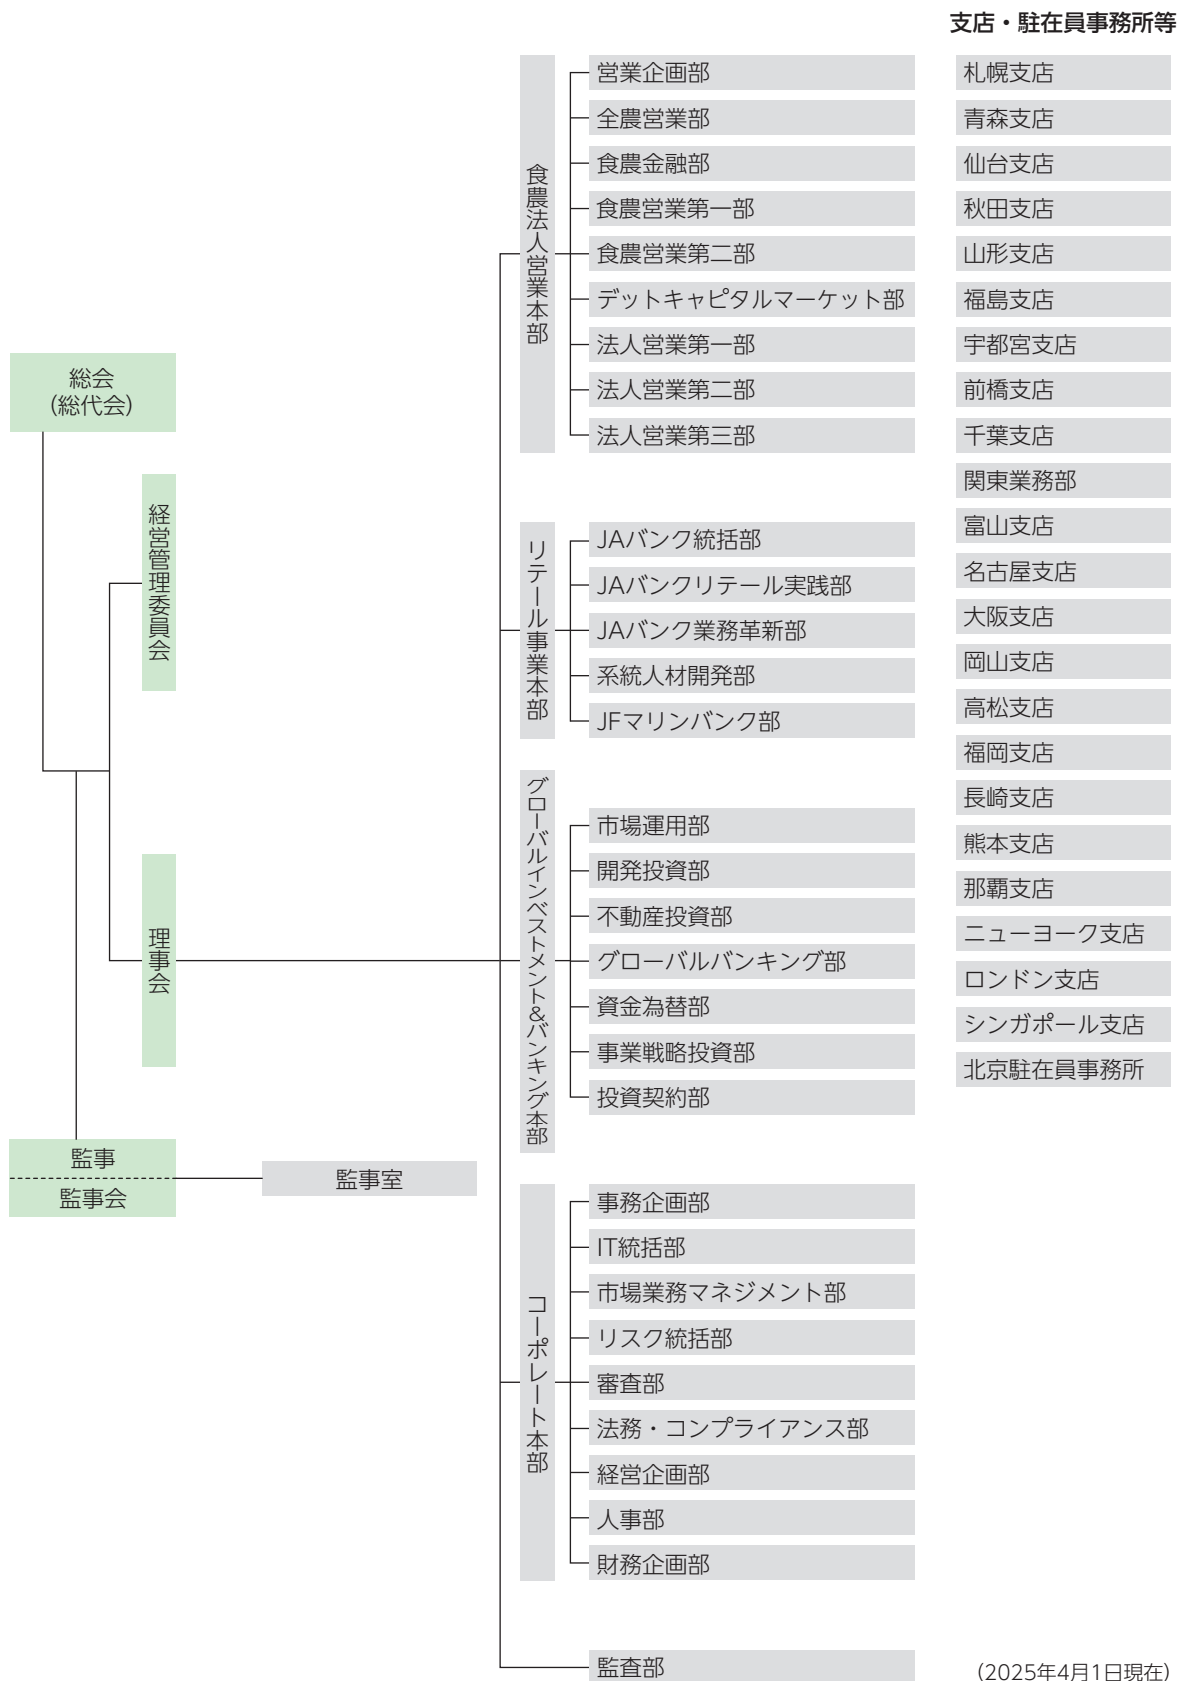 支店・駐在員事務所等
総会
(総代会)
経営管理委員会
理事会
監事
監事会
監事室
食農法人営業本部
営業企画部
全農営業部
食農金融部
食農営業第一部
食農営業第二部
デットキャピタルマーケット部
法人営業第一部
法人営業第二部
法人営業第三部
リテール事業本部
JAバンク統括部
JAバンクリテール実践部
JAバンク業務革新部
系統人材開発部
JFマリンバンク部
グローバルインベストメント&バンキング本部
市場運用部
開発投資部
不動産投資部
グローバルバンキング部
資金為替部
事業戦略投資部
投資契約部
コーポレート本部
事務企画部
IT統括部
市場業務マネジメント部
リスク統括部
審査部
法務・コンプライアンス部
経営企画部
人事部
財務企画部
監査部
札幌支店
青森支店
仙台支店
秋田支店
山形支店
福島支店
宇都宮支店
前橋支店
千葉支店
関東業務部
富山支店
名古屋支店
大阪支店
岡山支店
高松支店
福岡支店
長崎支店
熊本支店
那覇支店
ニューヨーク支店
ロンドン支店
シンガポール支店
北京駐在員事務所
(2025年4月1日現在)